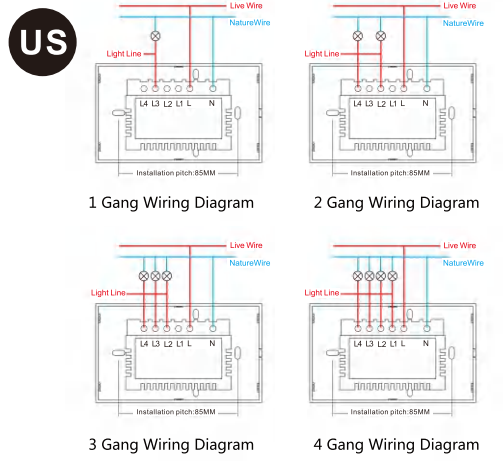 US
Live Wire
NatureWire
Light Line
L4 L3 L2 L1 L N
Installation pitch:85MM
1 Gang Wiring Diagram
Live Wire
NatureWire
Light Line
L4 L3 L2 L1 L N
Installation pitch:85MM
2 Gang Wiring Diagram
Live Wire
NatureWire
Light Line
L4 L3 L2 L1 L N
Installation pitch:85MM
3 Gang Wiring Diagram
Live Wire
NatureWire
Light Line
L4 L3 L2 L1 L N
Installation pitch:85MM
4 Gang Wiring Diagram